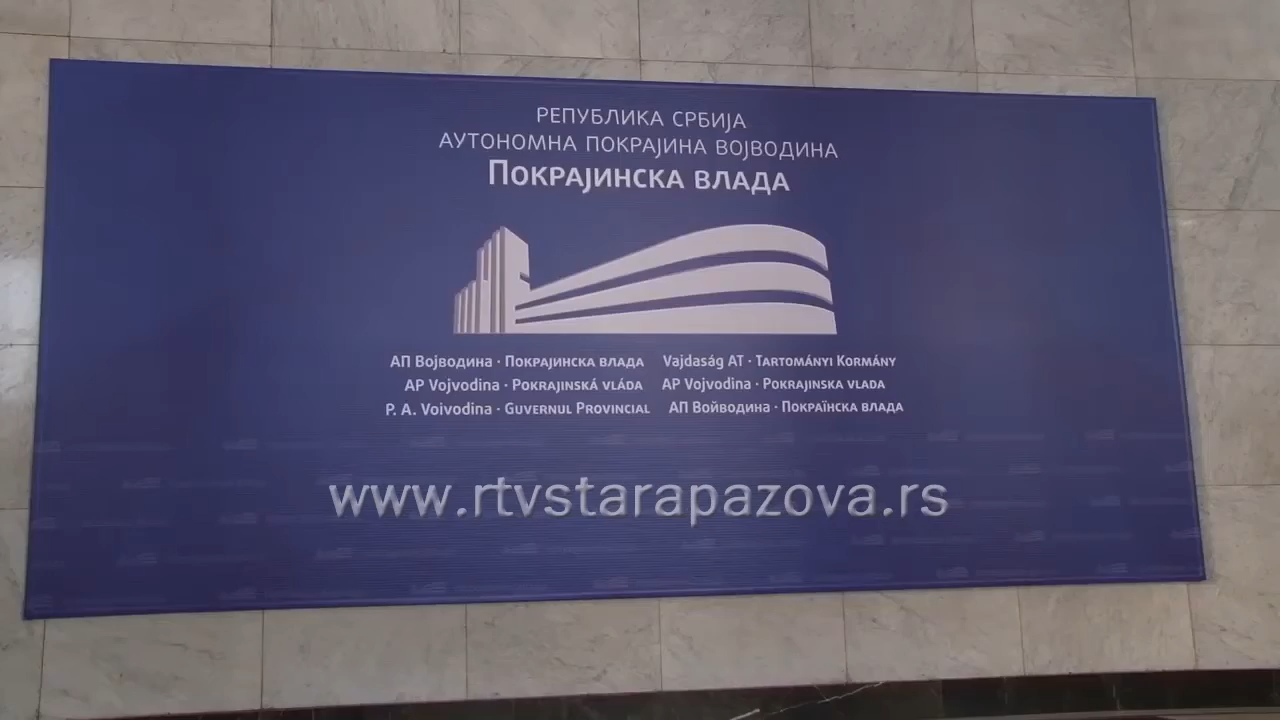 РЕПУБЛИКА СРБИЈА
АУТОНОМНА ПОКРАЈИНА ВОЈВОДИНА
ПОКРАЈИНСКА ВЛАДА
АП Војводина · ПОКРАЈИНСКА ВЛАДА Vajdaság AT · TARTOMÁNYI KORMÁNY
AP Vojvodina · POKRAJINSKÁ VLÁDA AP Vojvodina · POKRAJINSKA VLADA
P. A. Voivodina · GUVERNUL PROVINCIAL АП Войводина · ПОКРАЇНСКА ВЛАДА
www.rtvstarapazova.rs